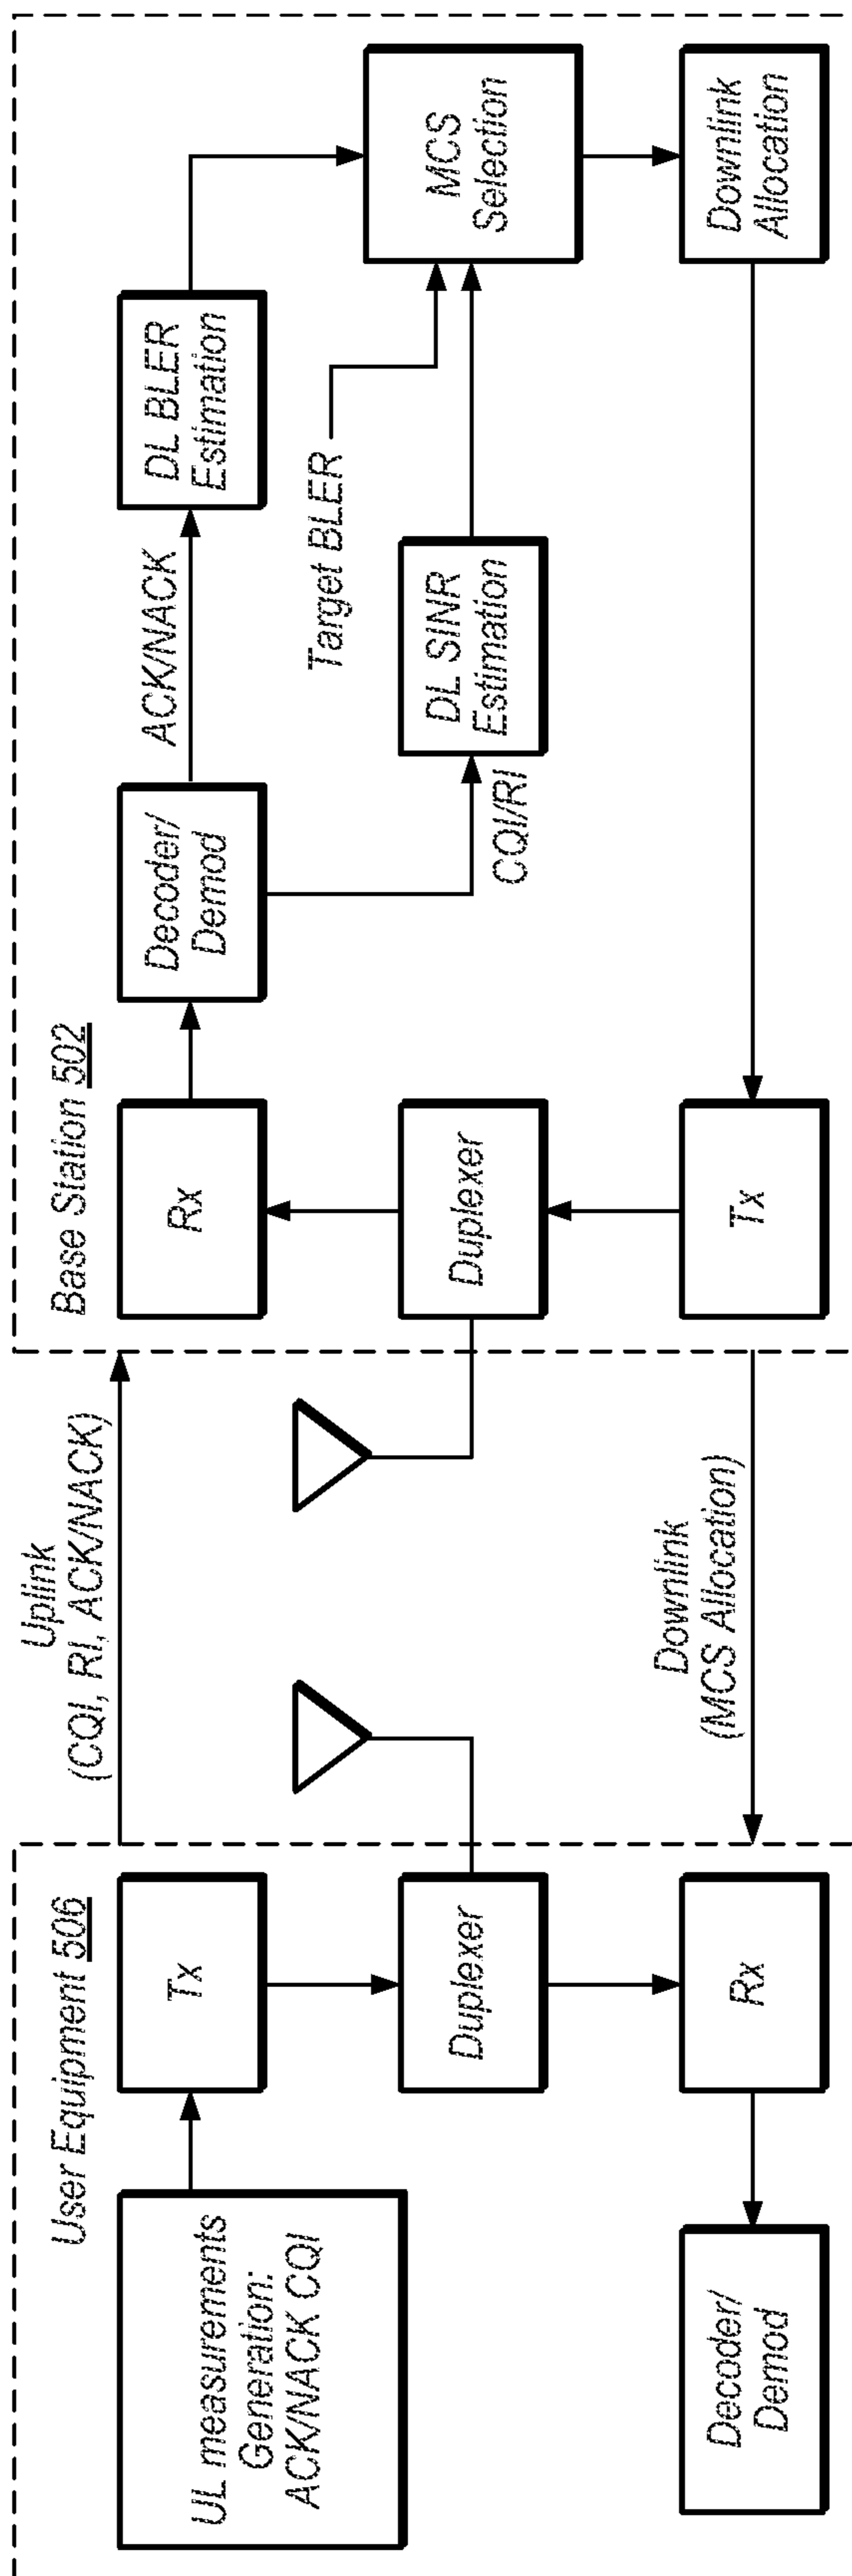 User Equipment 506
UL measurements
Generation:
ACK/NACK CQI
Tx
Duplexer
Rx
Decoder/
Demod
Uplink
(CQI, RI, ACK/NACK)
Downlink
(MCS Allocation)
Base Station 502
Rx
Duplexer
Tx
Decoder/
Demod
ACK/NACK
CQI/RI
DL BLER
Estimation
Target BLER
DL SINR
Estimation
MCS
Selection
Downlink
Allocation